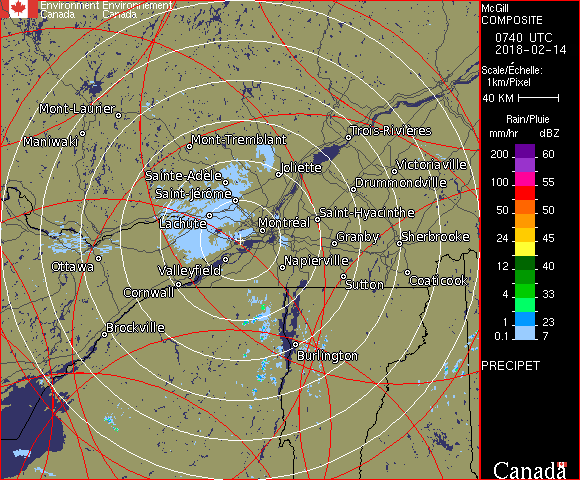 Environment Environnement
Canada Canada
McGill
COMPOSITE
0740 UTC
2018-02-14
Scale/Échelle:
1km/Pixel
40 KM
Rain/Pluie
mm/hr dBZ
200 60
100 55
50 50
24 45
12 40
4 33
1 23
0.1 7
PRECIPET
Mont-Laurier
Maniwaki
Mont-Tremblant
Trois-Rivières
Sainte-Adèle
Joliette
Victoriaville
Saint-Jérôme
Drummondville
Lachute
Montréal
Saint-Hyacinthe
Granby
Sherbrooke
Ottawa
Valleyfield
Napierville
Cornwall
Sutton
Coaticook
Brockville
Burlington
Canada